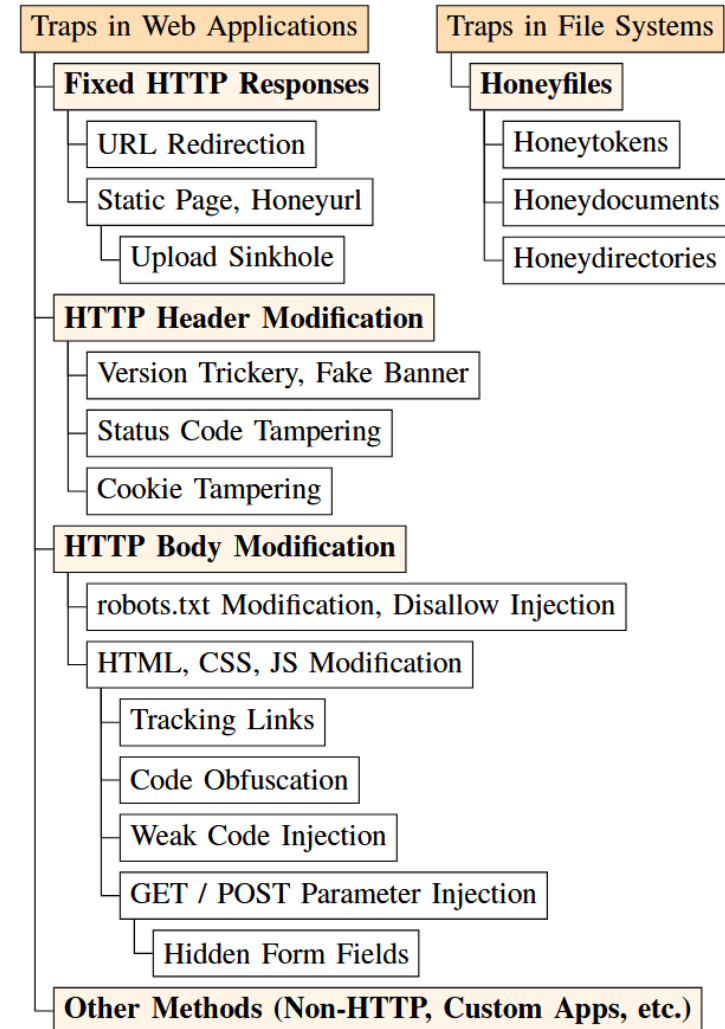 Traps in Web Applications
Fixed HTTP Responses
URL Redirection
Static Page, Honeyurl
Upload Sinkhole
HTTP Header Modification
Version Trickery, Fake Banner
Status Code Tampering
Cookie Tampering
HTTP Body Modification
robots.txt Modification, Disallow Injection
HTML, CSS, JS Modification
Tracking Links
Code Obfuscation
Weak Code Injection
GET / POST Parameter Injection
Hidden Form Fields
Other Methods (Non-HTTP, Custom Apps, etc.)
Traps in File Systems
Honeyfiles
Honeytokens
Honeydocuments
Honeydirectories